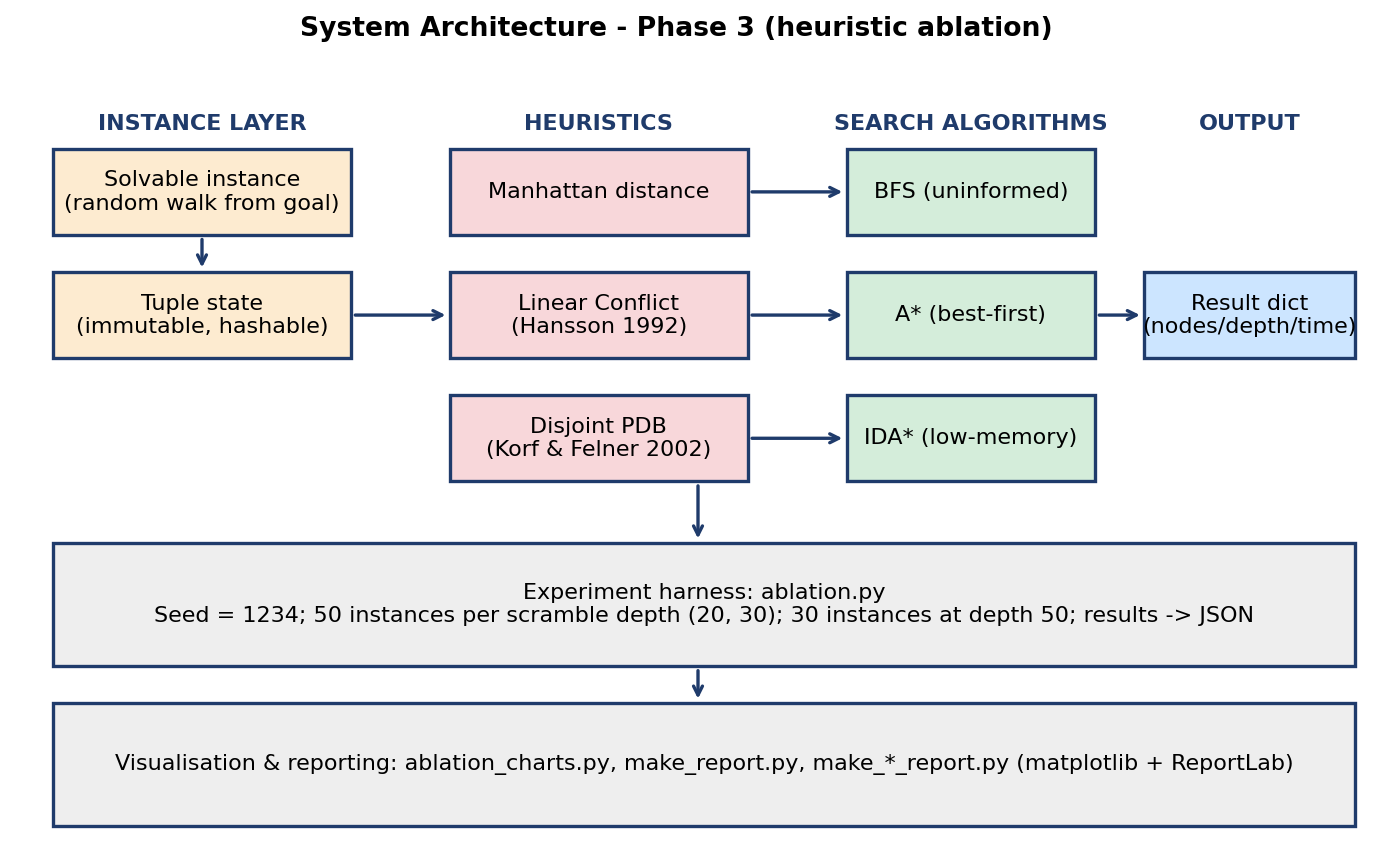 System Architecture - Phase 3 (heuristic ablation)
INSTANCE LAYER
HEURISTICS
SEARCH ALGORITHMS
OUTPUT
Solvable instance
(random walk from goal)
Manhattan distance
BFS (uninformed)
Tuple state
(immutable, hashable)
Linear Conflict
(Hansson 1992)
A* (best-first)
Result dict
(nodes/depth/time)
Disjoint PDB
(Korf & Felner 2002)
IDA* (low-memory)
Experiment harness: ablation.py
Seed = 1234; 50 instances per scramble depth (20, 30); 30 instances at depth 50; results -> JSON
Visualisation & reporting: ablation_charts.py, make_report.py, make_*_report.py (matplotlib + ReportLab)